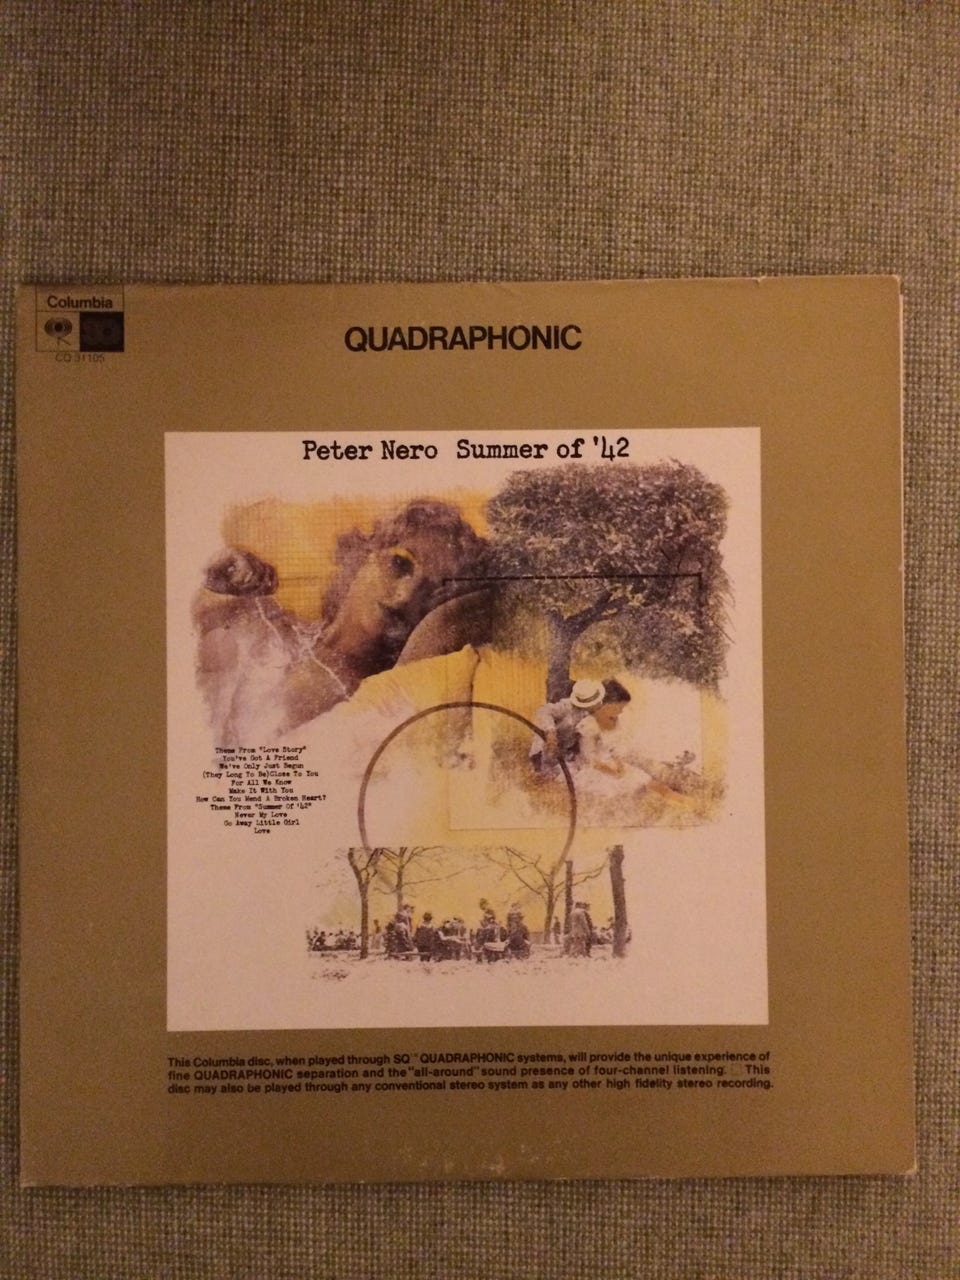 Columbia
CQ 31105
QUADRAPHONIC
Peter Nero Summer of '42
Theme From "Love Story"
You've Got A Friend
We've Only Just Begun
(They Long To Be)Close To You
For All We Know
Make It With You
How Can You Mend A Broken Heart?
Theme From "Summer Of '42"
Never My Love
Go Away Little Girl
Love
This Columbia disc, when played through SQ™ QUADRAPHONIC systems, will provide the unique experience of
fine QUADRAPHONIC separation and the "all-around" sound presence of four-channel listening. □ This
disc may also be played through any conventional stereo system as any other high fidelity stereo recording.